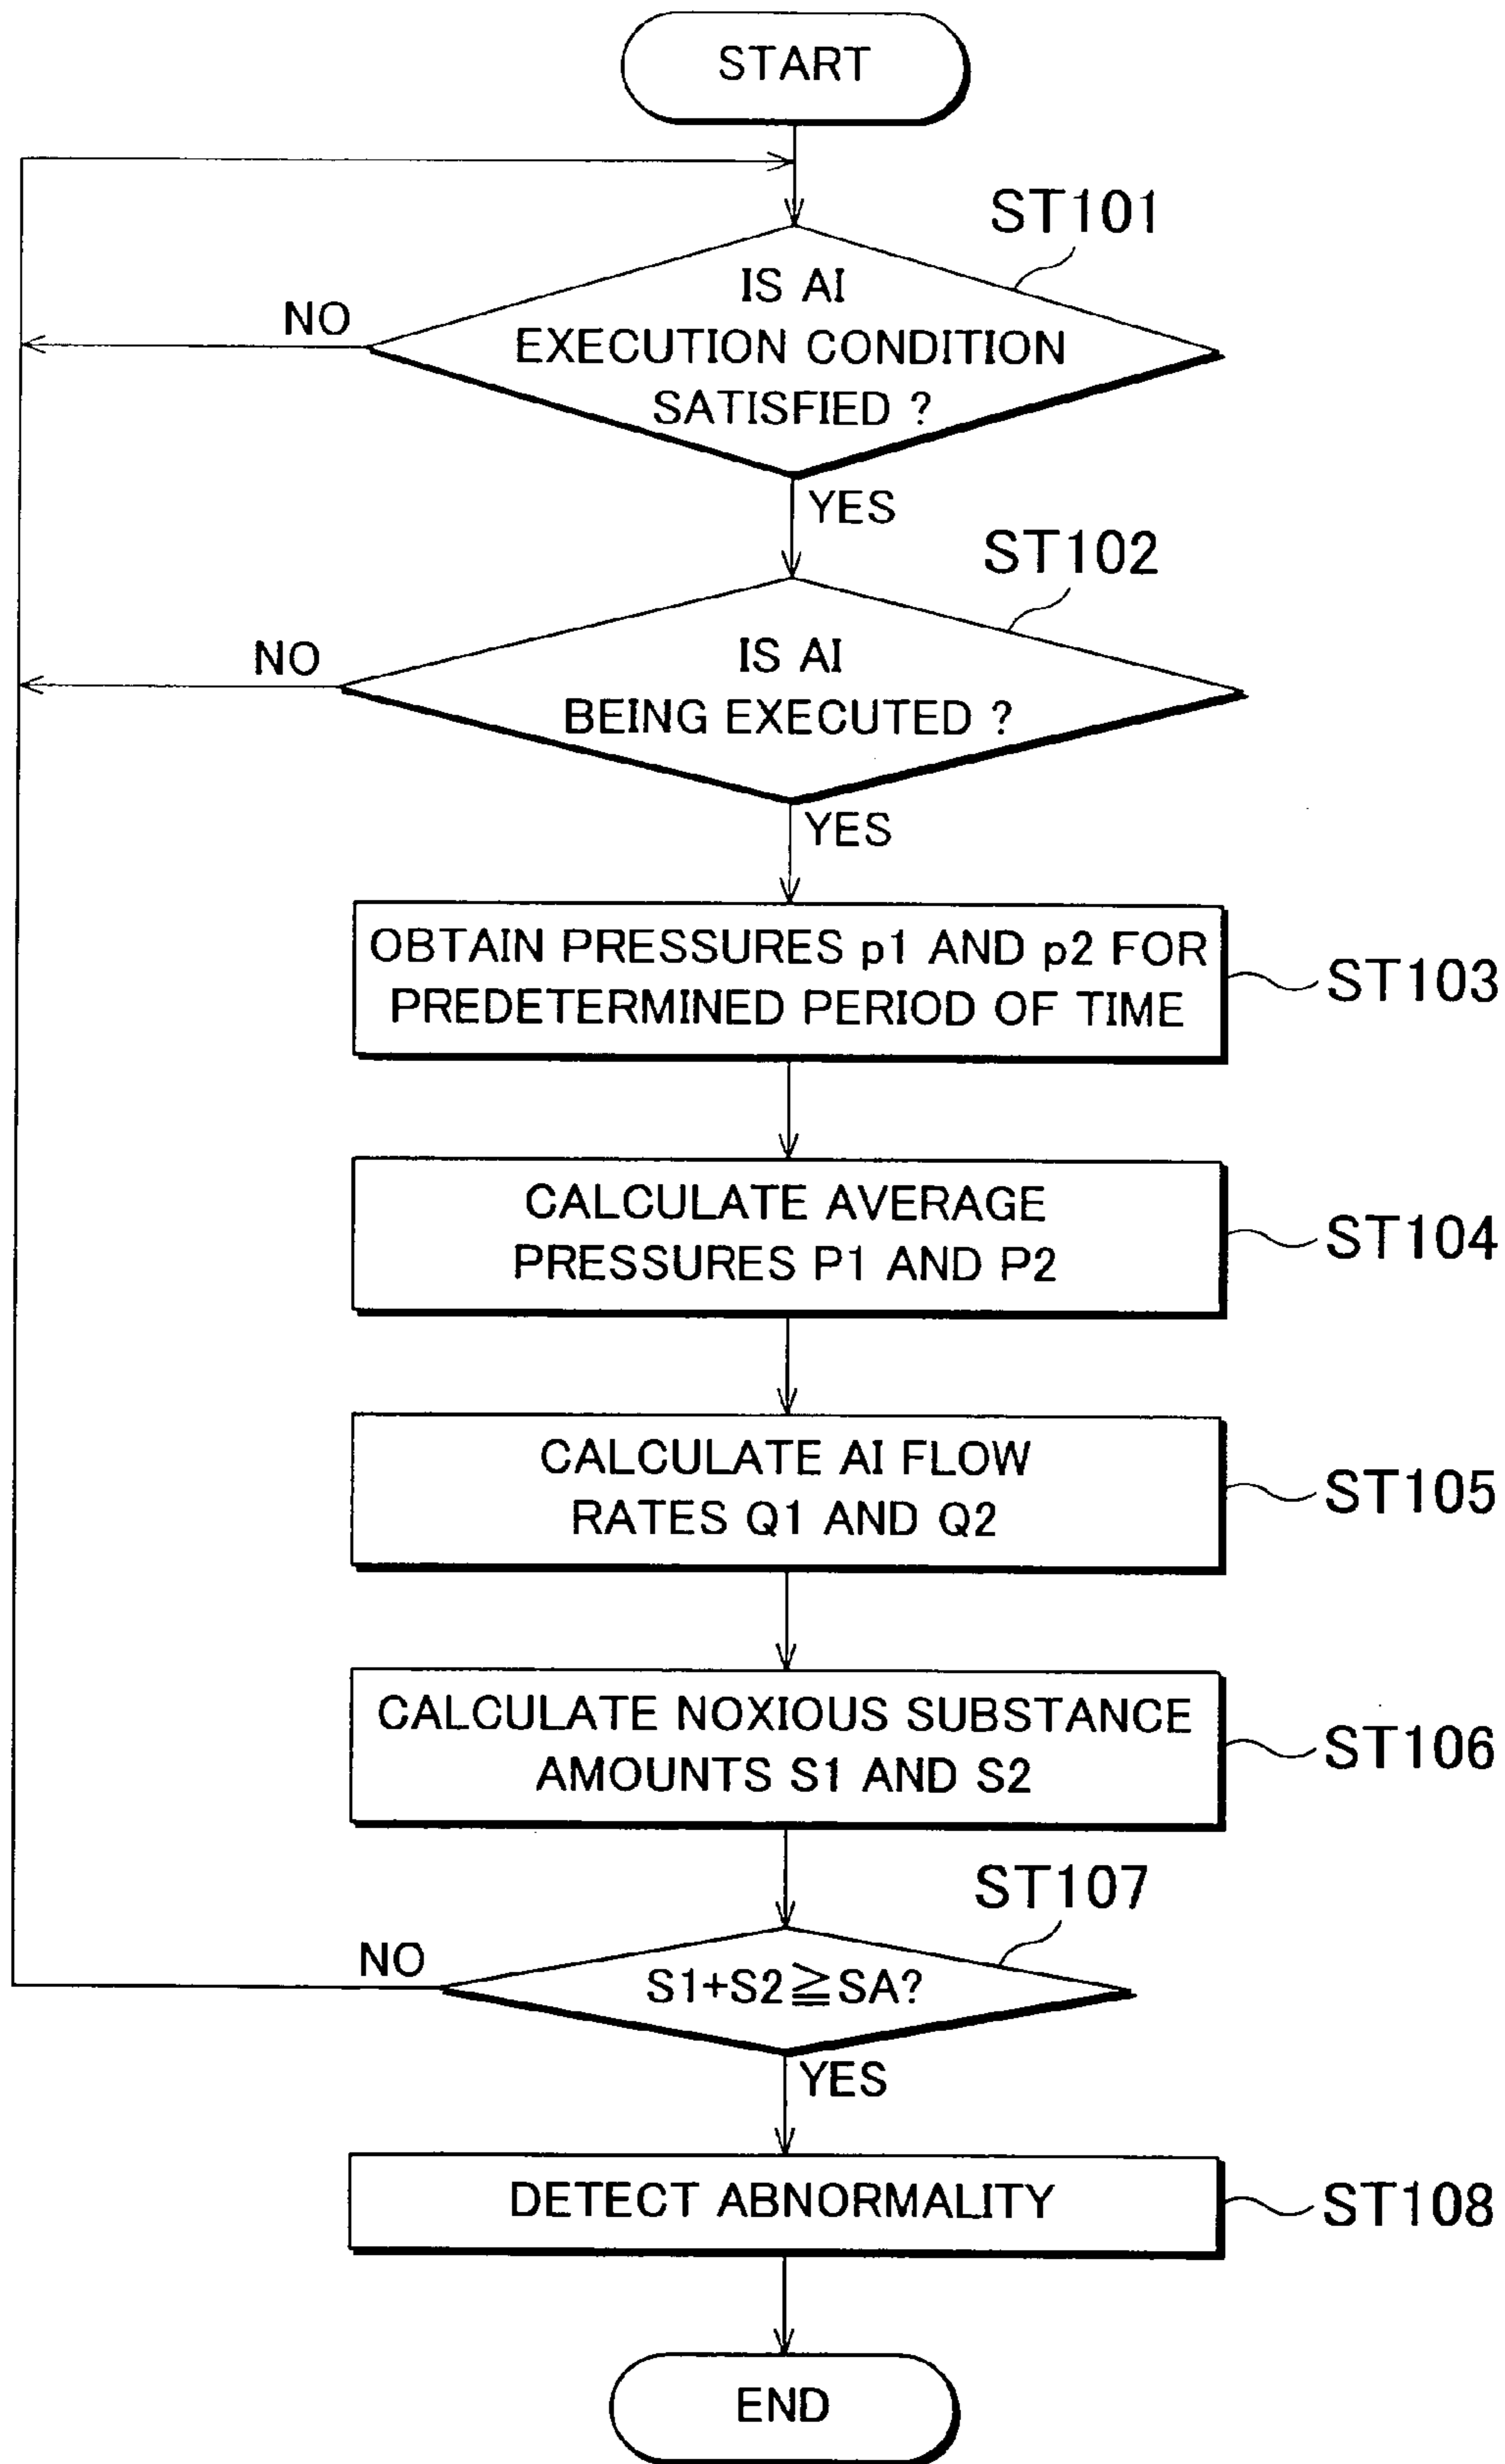 START
ST101
IS AI
EXECUTION CONDITION
SATISFIED ?
NO
YES
ST102
IS AI
BEING EXECUTED ?
NO
YES
OBTAIN PRESSURES p1 AND p2 FOR
PREDETERMINED PERIOD OF TIME
ST103
CALCULATE AVERAGE
PRESSURES P1 AND P2
ST104
CALCULATE AI FLOW
RATES Q1 AND Q2
ST105
CALCULATE NOXIOUS SUBSTANCE
AMOUNTS S1 AND S2
ST106
ST107
NO
S1+S2≧SA?
YES
DETECT ABNORMALITY
ST108
END